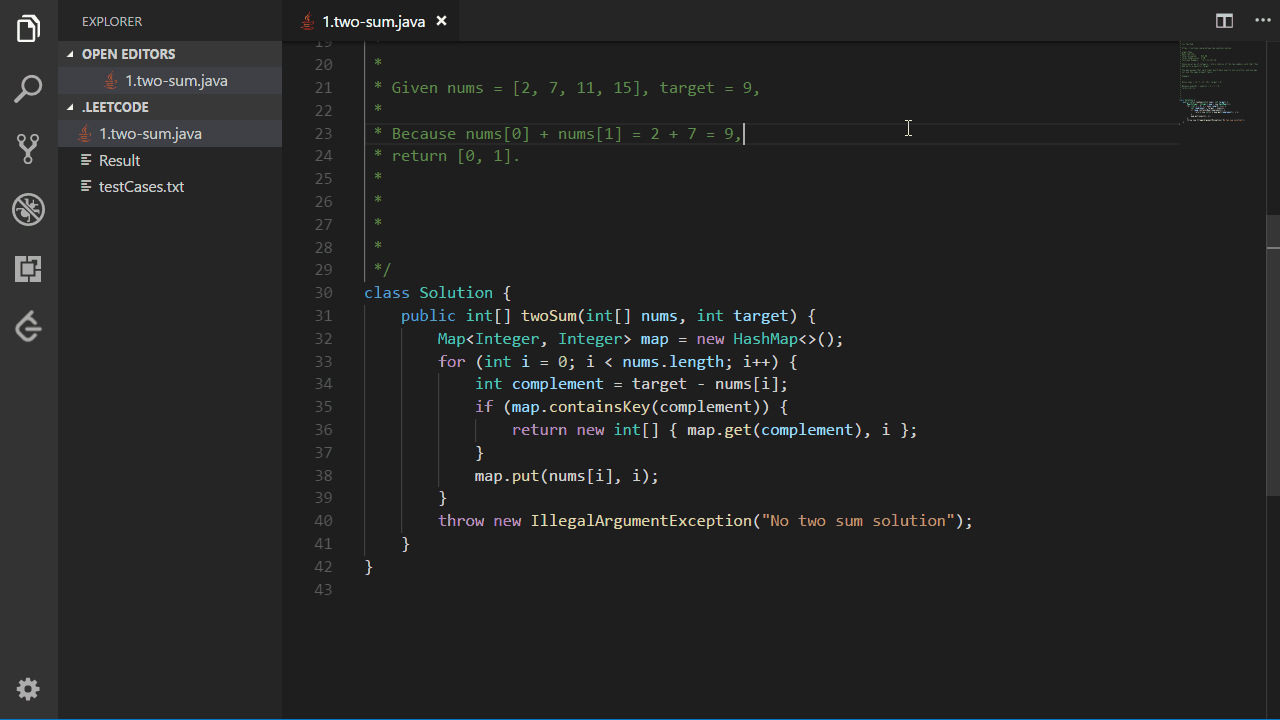 EXPLORER
OPEN EDITORS
1.two-sum.java
.LEETCODE
1.two-sum.java
Result
testCases.txt
1.two-sum.java ×
19
20 *
21 * Given nums = [2, 7, 11, 15], target = 9,
22 *
23 * Because nums[0] + nums[1] = 2 + 7 = 9,
24 * return [0, 1].
25 *
26 *
27 *
28 *
29 */
30 class Solution {
31 public int[] twoSum(int[] nums, int target) {
32 Map<Integer, Integer> map = new HashMap<>();
33 for (int i = 0; i < nums.length; i++) {
34 int complement = target - nums[i];
35 if (map.containsKey(complement)) {
36 return new int[] { map.get(complement), i };
37 }
38 map.put(nums[i], i);
39 }
40 throw new IllegalArgumentException("No two sum solution");
41 }
42 }
43